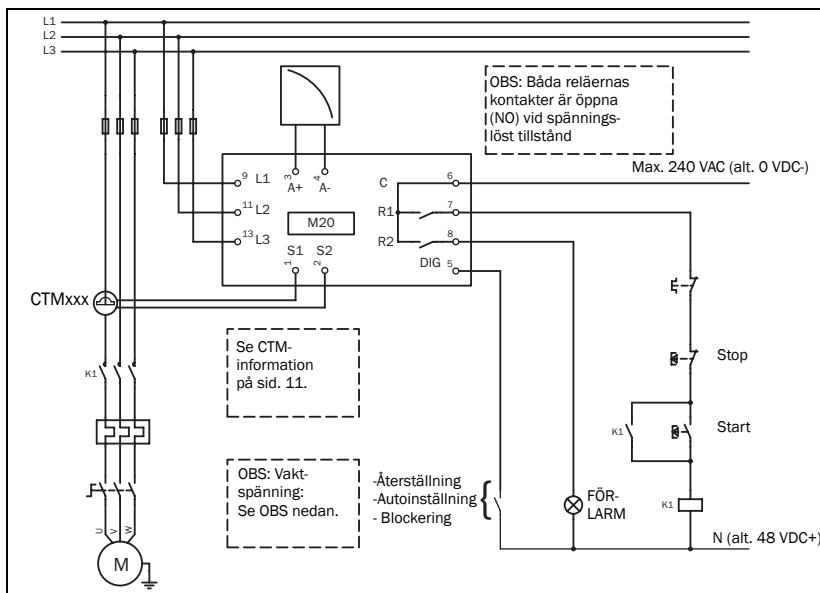 L1
L2
L3
OBS: Båda reläernas
kontakter är öppna
(NO) vid spännings-
löst tillstånd
Max. 240 VAC (alt. 0 VDC-)
9 L1
11 L2
13 L3
3
A+
4
A-
M20
S1
1
S2
2
C 6
R1 7
R2 8
DIG 5
CTMxxx
Se CTM-
information
på sid. 11.
Stop
K1
K1
Start
OBS: Vakt-
spänning:
Se OBS nedan.
-Återställning
-Autoinställning
- Blockering
{
FÖR-
LARM
K1
N (alt. 48 VDC+)
U
V
W
M